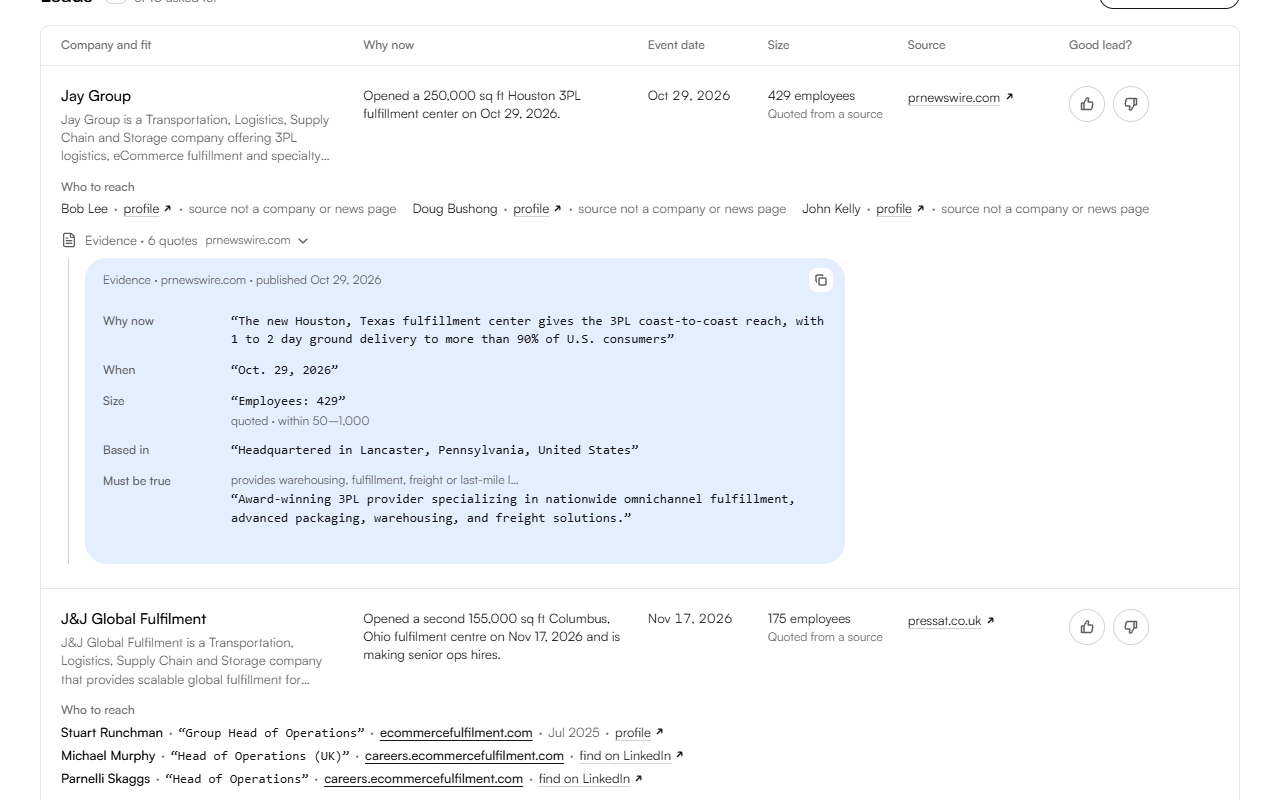 Leads of 10 asked for
Company and fit Why now Event date Size Source Good lead?
Jay Group
Jay Group is a Transportation, Logistics, Supply
Chain and Storage company offering 3PL
logistics, eCommerce fulfillment and specialty...
Opened a 250,000 sq ft Houston 3PL
fulfillment center on Oct 29, 2026.
Oct 29, 2026
429 employees
Quoted from a source
prnewswire.com
Who to reach
Bob Lee · profile · source not a company or news page Doug Bushong · profile · source not a company or news page John Kelly · profile · source not a company or news page
Evidence · 6 quotes prnewswire.com
Evidence · prnewswire.com · published Oct 29, 2026
Why now “The new Houston, Texas fulfillment center gives the 3PL coast-to-coast reach, with
1 to 2 day ground delivery to more than 90% of U.S. consumers”
When “Oct. 29, 2026”
Size “Employees: 429”
quoted · within 50–1,000
Based in “Headquartered in Lancaster, Pennsylvania, United States”
Must be true provides warehousing, fulfillment, freight or last-mile l...
“Award-winning 3PL provider specializing in nationwide omnichannel fulfillment,
advanced packaging, warehousing, and freight solutions.”
J&J Global Fulfilment
J&J Global Fulfilment is a Transportation,
Logistics, Supply Chain and Storage company
that provides scalable global fulfillment for...
Opened a second 155,000 sq ft Columbus,
Ohio fulfilment centre on Nov 17, 2026 and is
making senior ops hires.
Nov 17, 2026
175 employees
Quoted from a source
pressat.co.uk
Who to reach
Stuart Runchman · “Group Head of Operations” · ecommercefulfilment.com · Jul 2025 · profile
Michael Murphy · “Head of Operations (UK)” · careers.ecommercefulfilment.com · find on LinkedIn
Parnelli Skaggs · “Head of Operations” · careers.ecommercefulfilment.com · find on LinkedIn